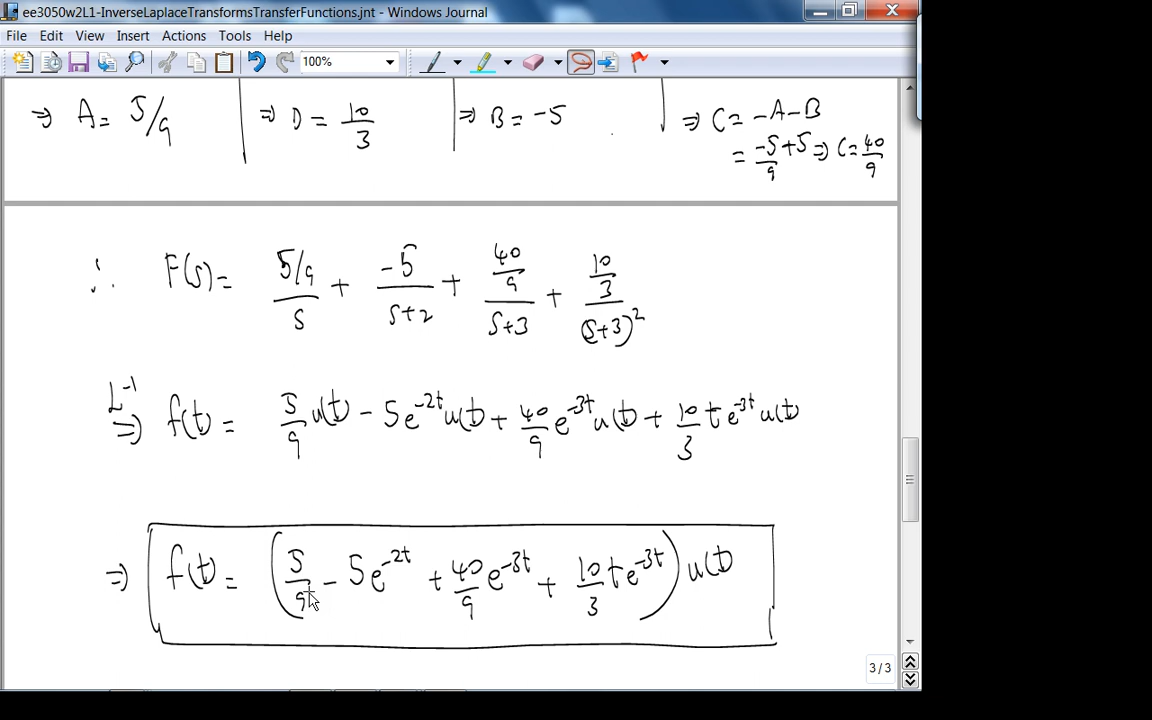 ee3050w2L1-InverseLaplaceTransformsTransferFunctions.jnt - Windows Journal
File Edit View Insert Actions Tools Help
100%
⇒ A = 5/9 ⇒ D = 10/3 ⇒ B = -5 ⇒ C = -A-B
= -5/9 + 5 ⇒ C = 40/9
∴ F(s) = (5/9)/s + (-5)/(s+2) + (40/9)/(s+3) + (10/3)/(s+3)²
L⁻¹ ⇒ f(t) = 5/9 u(t) - 5e^(-2t) u(t) + 40/9 e^(-3t) u(t) + 10/3 t e^(-3t) u(t)
⇒ f(t) = (5/9 - 5e^(-2t) + 40/9 e^(-3t) + 10/3 t e^(-3t)) u(t)
3/3